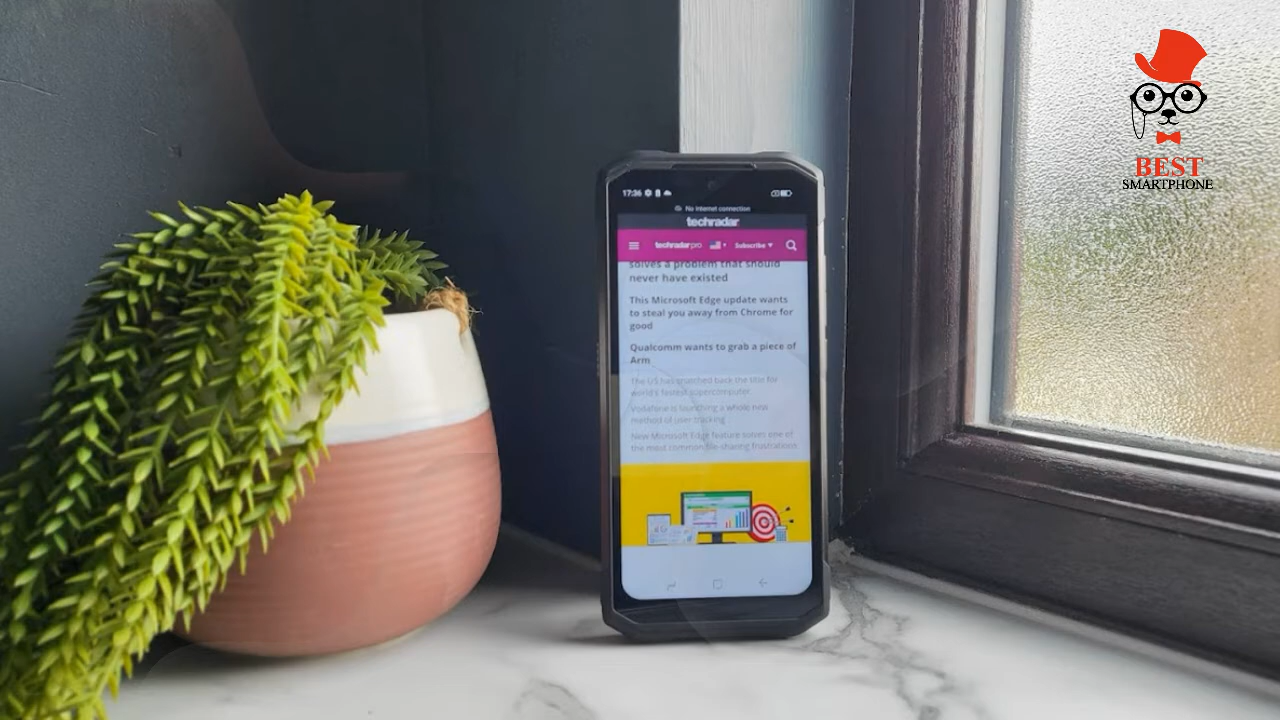 BEST
SMARTPHONE
17:36
No Internet connection
techradar
techradar pro
Subscribe
solves a problem that should
never have existed
This Microsoft Edge update wants
to steal you away from Chrome for
good
Qualcomm wants to grab a piece of
Arm
The US has snatched back the title for
world's fastest supercomputer
Vodafone is launching a whole new
method of user tracking
New Microsoft Edge feature solves one of
the most common file-sharing frustrations